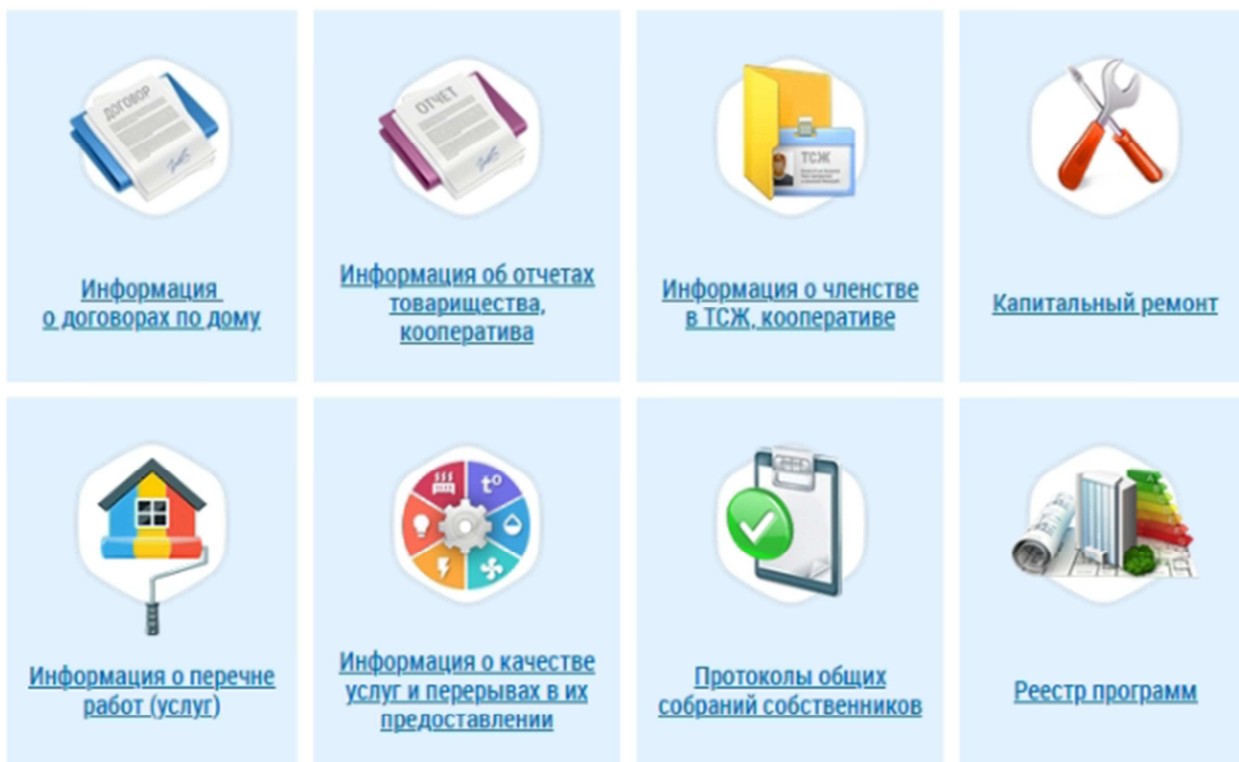 ДОГОВОР
ОТЧЕТ
ТСЖ
Информация
о договорах по дому
Информация об отчетах
товарищества,
кооператива
Информация о членстве
в ТСЖ, кооперативе
Капитальный ремонт
t°
Информация о перечне
работ (услуг)
Информация о качестве
услуг и перерывах в их
предоставлении
Протоколы общих
собраний собственников
Реестр программ